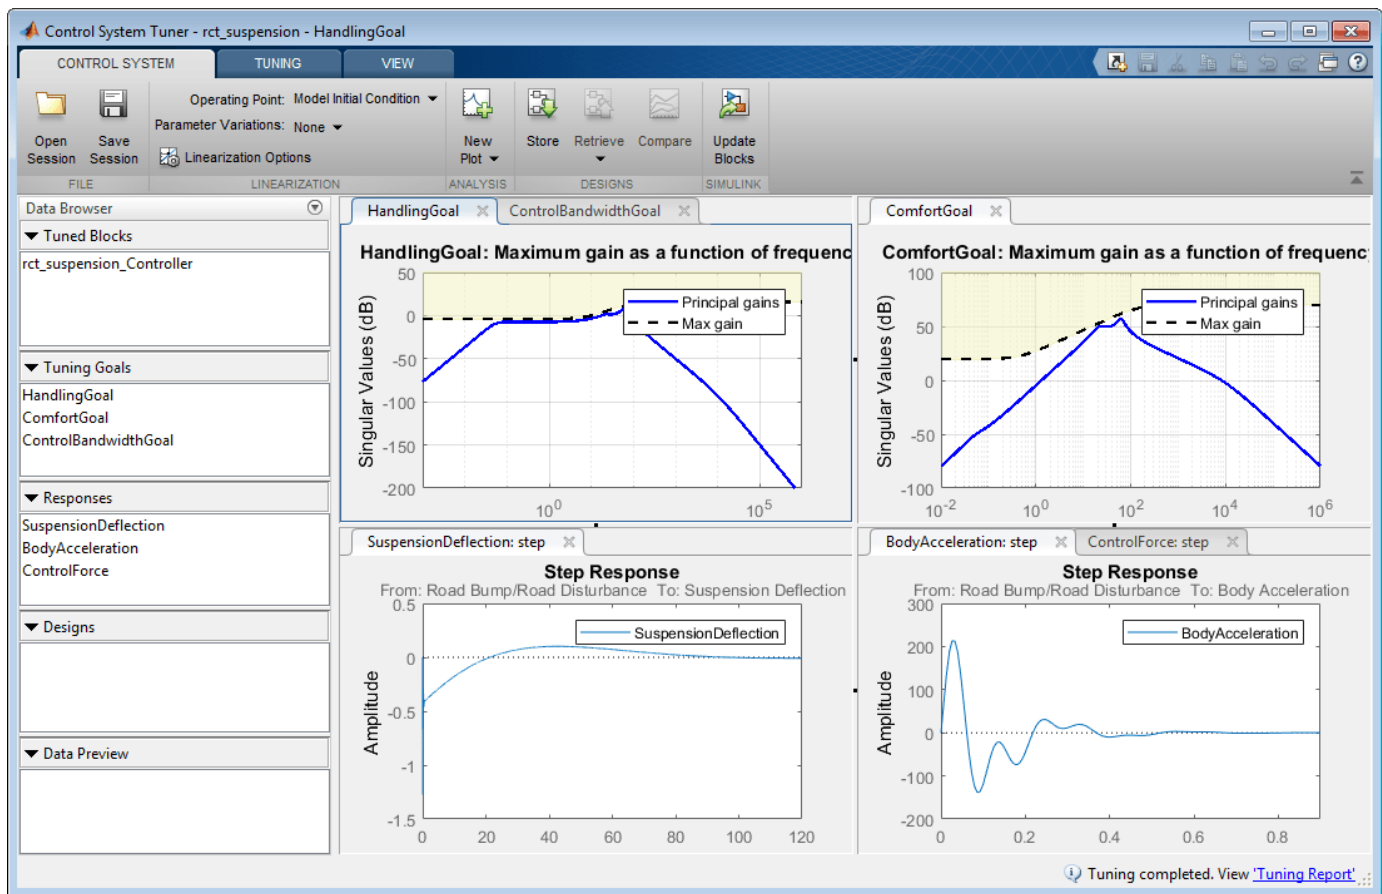 Control System Tuner - rct_suspension - HandlingGoal
CONTROL SYSTEM TUNING VIEW
Open Session
Save Session
FILE
Operating Point: Model Initial Condition
Parameter Variations: None
Linearization Options
LINEARIZATION
New Plot
ANALYSIS
Store Retrieve Compare
DESIGNS
Update Blocks
SIMULINK
Data Browser
Tuned Blocks
rct_suspension_Controller
Tuning Goals
HandlingGoal
ComfortGoal
ControlBandwidthGoal
Responses
SuspensionDeflection
BodyAcceleration
ControlForce
Designs
Data Preview
HandlingGoal ControlBandwidthGoal
HandlingGoal: Maximum gain as a function of frequenc
Singular Values (dB)
50
0
-50
-100
-150
-200
10^0 10^5
Principal gains
Max gain
ComfortGoal
ComfortGoal: Maximum gain as a function of frequenc
Singular Values (dB)
100
50
0
-50
-100
10^-2 10^0 10^2 10^4 10^6
Principal gains
Max gain
SuspensionDeflection: step
Step Response
From: Road Bump/Road Disturbance To: Suspension Deflection
Amplitude
0.5
0
-0.5
-1
-1.5
0 20 40 60 80 100 120
SuspensionDeflection
BodyAcceleration: step ControlForce: step
Step Response
From: Road Bump/Road Disturbance To: Body Acceleration
Amplitude
300
200
100
0
-100
-200
0 0.2 0.4 0.6 0.8
BodyAcceleration
Tuning completed. View 'Tuning Report'